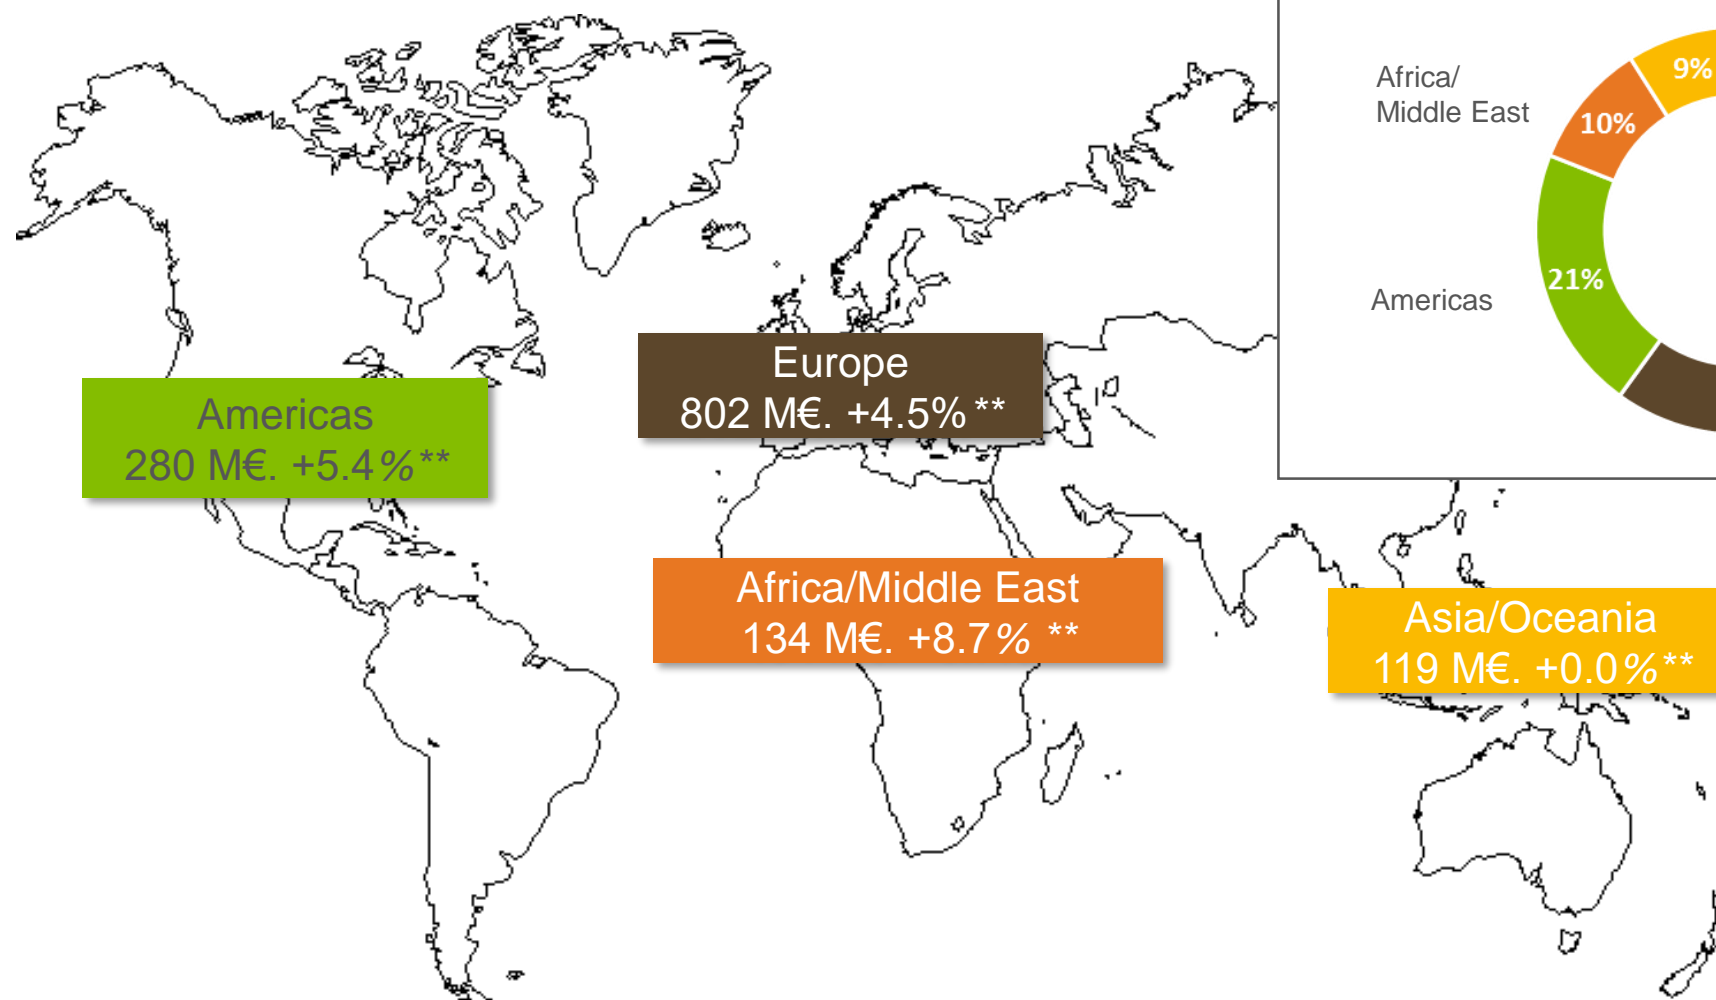 9%
Africa/
Middle East
10%
21%
Americas
Europe
802 M€. +4.5% **
Americas
280 M€. +5.4%**
Africa/Middle East
134 M€. +8.7% **
Asia/Oceania
119 M€. +0.0%**